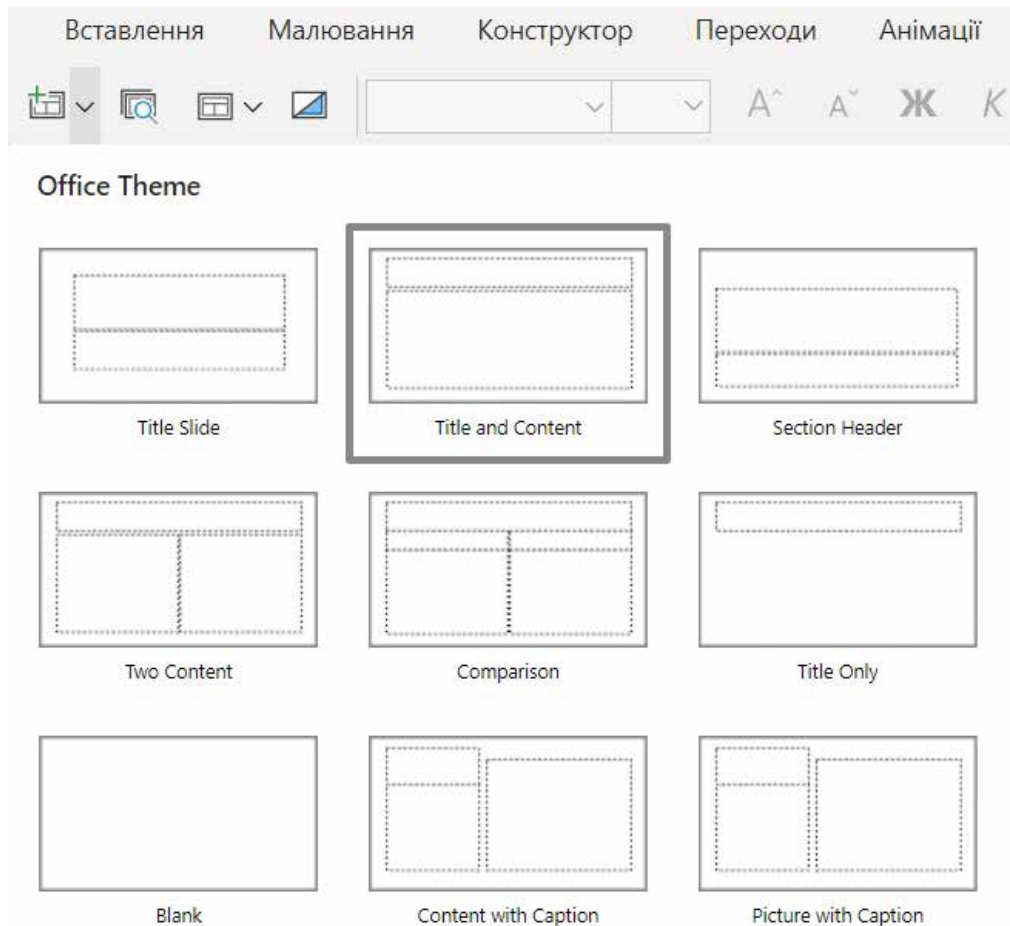 Вставлення Малювання Конструктор Переходи Анімації
A A Ж К
Office Theme
Title Slide Title and Content Section Header
Two Content Comparison Title Only
Blank Content with Caption Picture with Caption